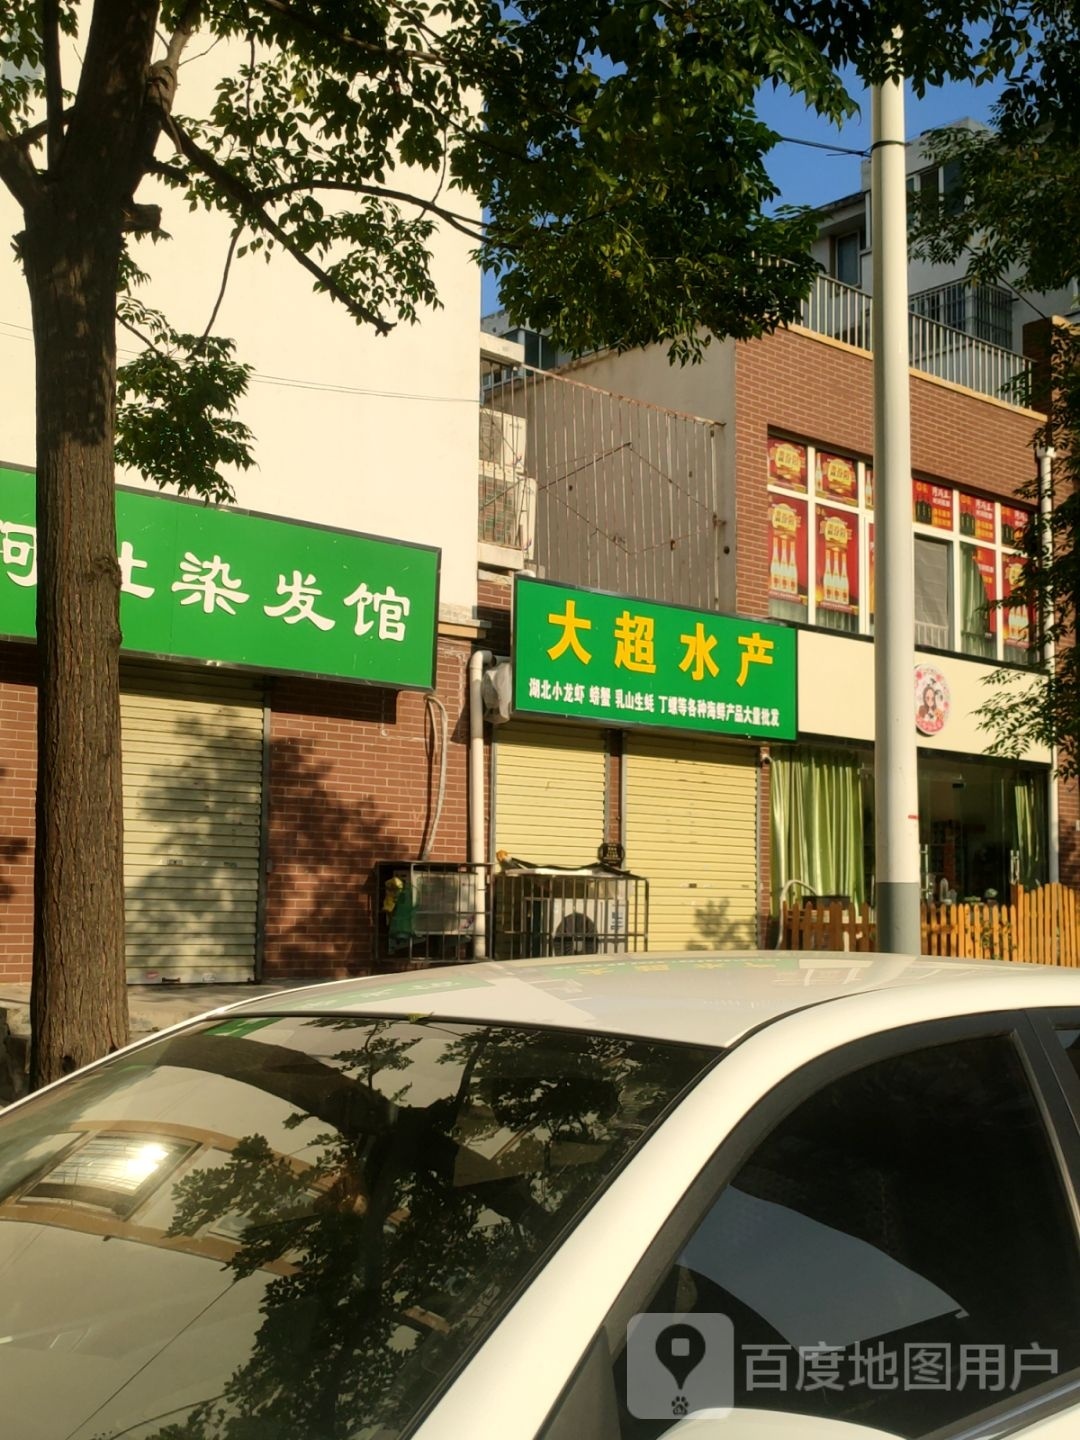 染发馆
大超水产
湖北小龙虾 螃蟹 乳山生蚝 丁螺等各种海鲜产品大量批发
百度地图用户